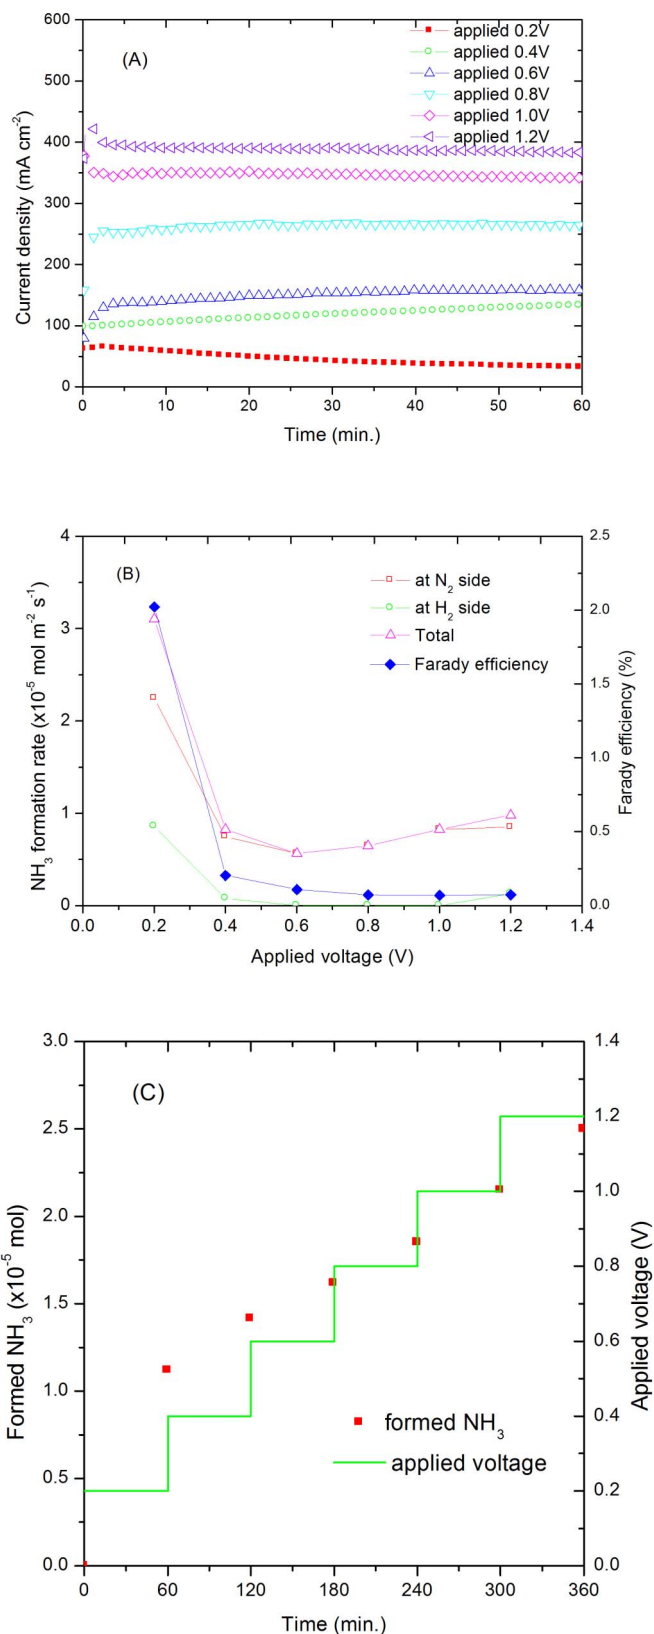 (A)
applied 0.2V
applied 0.4V
applied 0.6V
applied 0.8V
applied 1.0V
applied 1.2V
Current density (mA cm⁻²)
600
500
400
300
200
100
0
0 10 20 30 40 50 60
Time (min.)
(B)
at N₂ side
at H₂ side
Total
Farady efficiency
NH₃ formation rate (x10⁻⁵ mol m⁻² s⁻¹)
4
3
2
1
0
Farady efficiency (%)
2.5
2.0
1.5
1.0
0.5
0.0
0.0 0.2 0.4 0.6 0.8 1.0 1.2 1.4
Applied voltage (V)
(C)
formed NH₃
applied voltage
Formed NH₃ (x10⁻⁵ mol)
3.0
2.5
2.0
1.5
1.0
0.5
0.0
Applied voltage (V)
1.4
1.2
1.0
0.8
0.6
0.4
0.2
0.0
0 60 120 180 240 300 360
Time (min.)